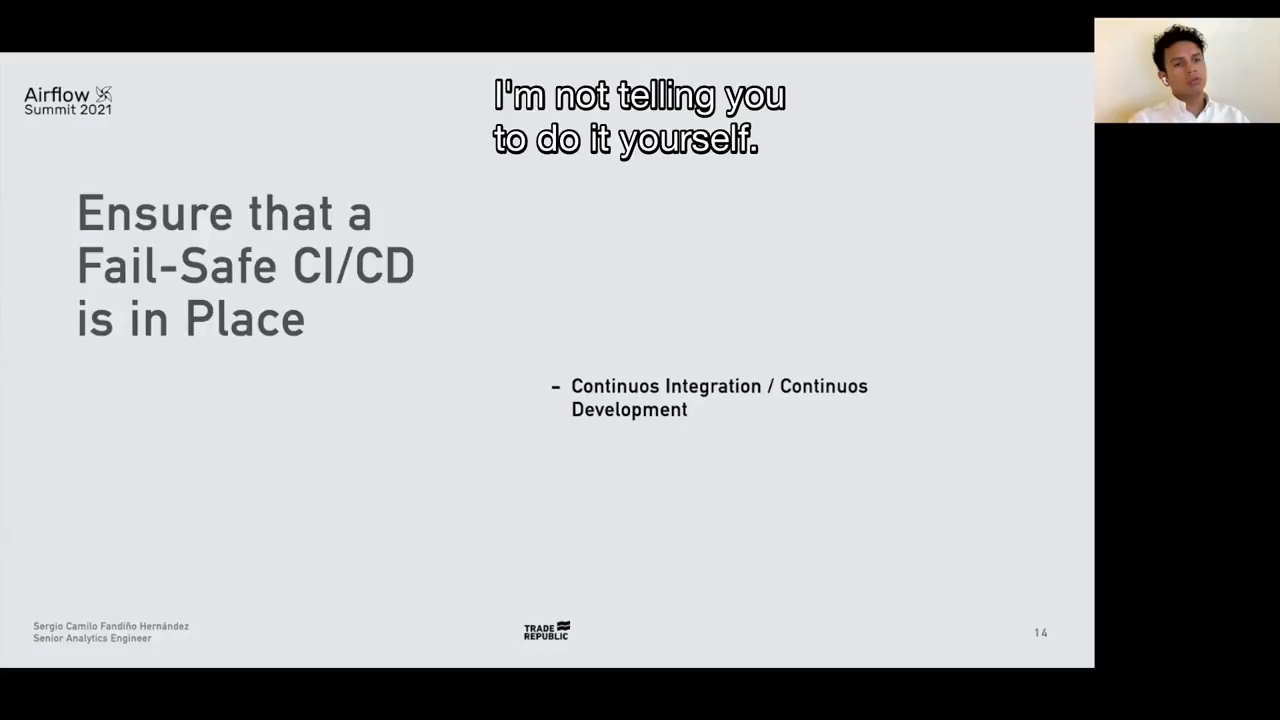 Airflow
Summit 2021
I'm not telling you
to do it yourself.
Ensure that a
Fail-Safe CI/CD
is in Place
- Continuos Integration / Continuos
Development
Sergio Camilo Fandiño Hernández
Senior Analytics Engineer
TRADE
REPUBLIC
14